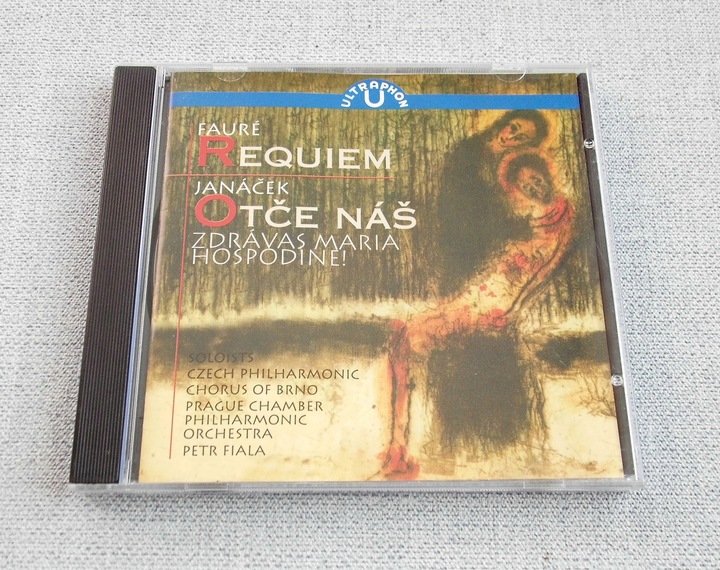 ULTRAPHON
U
FAURÉ
REQUIEM
JANÁČEK
OTČE NÁŠ
ZDRÁVAS MARIA
HOSPODINE!
SOLOISTS
CZECH PHILHARMONIC
CHORUS OF BRNO
PRAGUE CHAMBER
PHILHARMONIC
ORCHESTRA
PETR FIALA